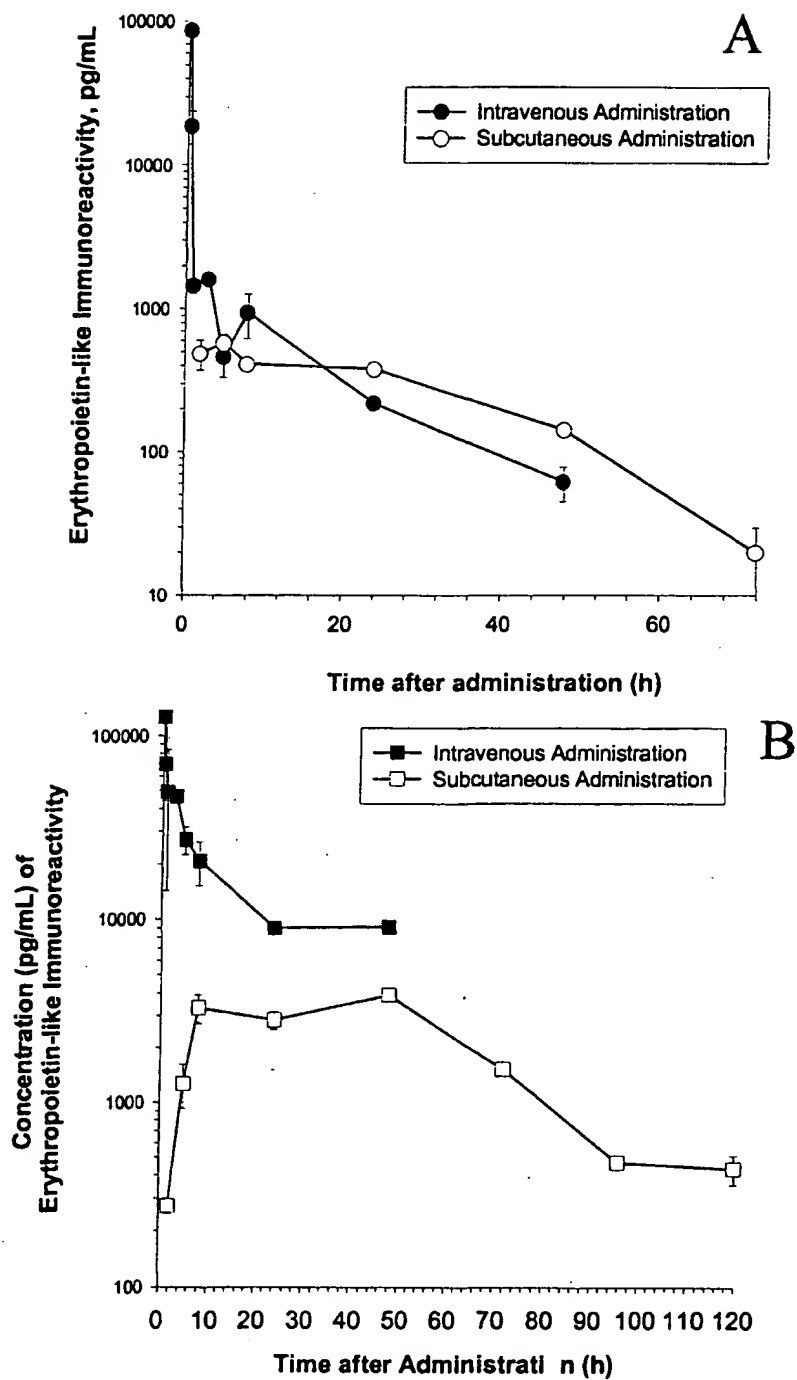 A
100000
10000
1000
100
10
Erythropoietin-like Immunoreactivity, pg/mL
Intravenous Administration
Subcutaneous Administration
0 20 40 60
Time after administration (h)
B
100000
10000
1000
100
Concentration (pg/mL) of
Erythropoietin-like Immunoreactivity
Intravenous Administration
Subcutaneous Administration
0 10 20 30 40 50 60 70 80 90 100 110 120
Time after Administrati n (h)